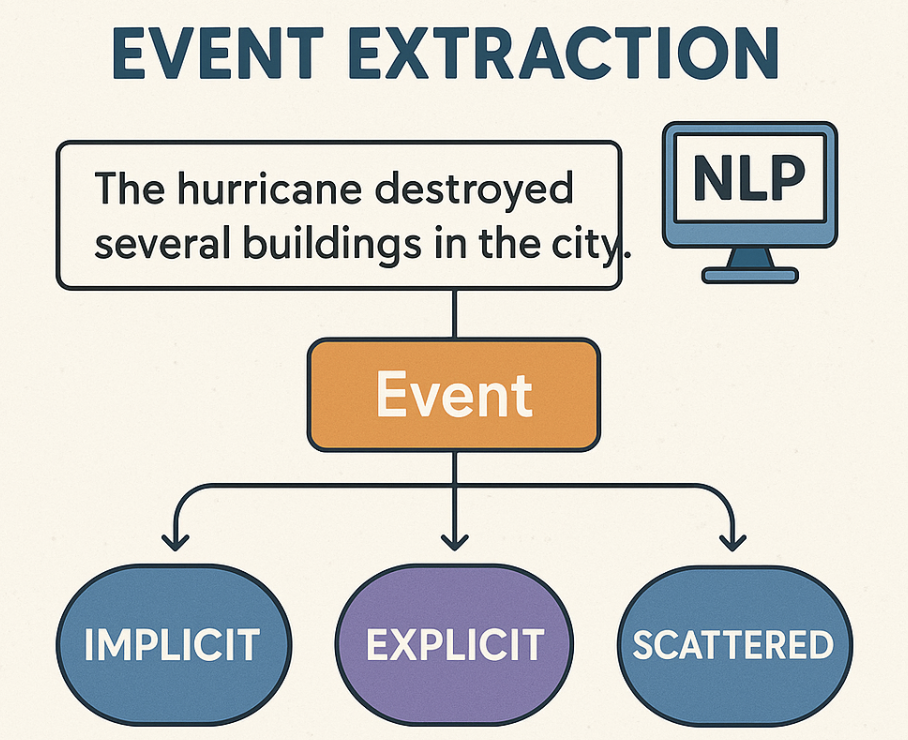 EVENT EXTRACTION
The hurricane destroyed
several buildings in the city.
NLP
Event
IMPLICIT
EXPLICIT
SCATTERED